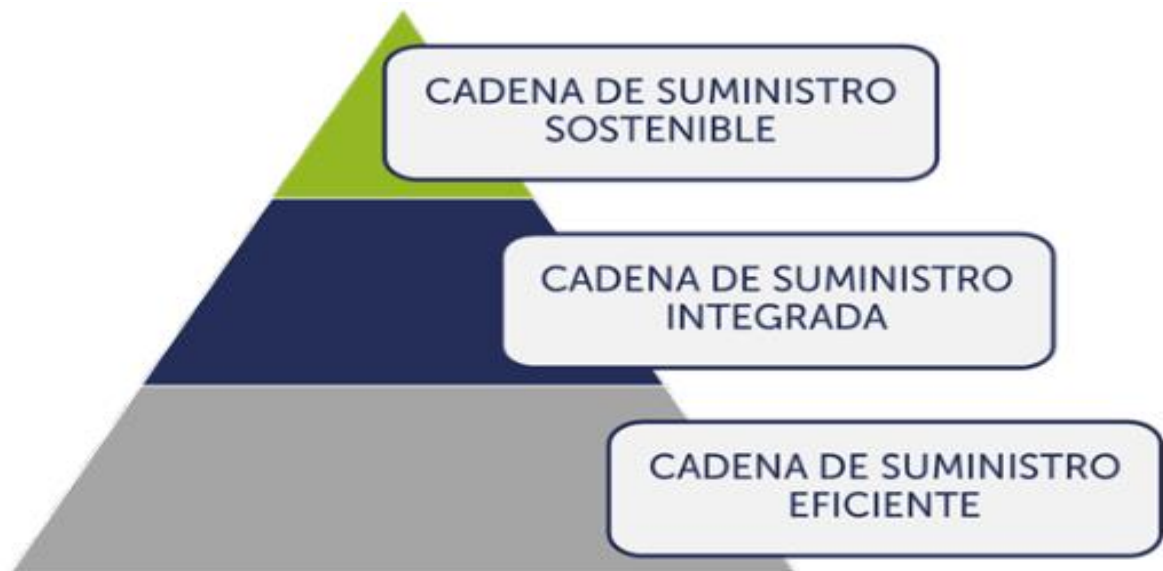 CADENA DE SUMINISTRO
SOSTENIBLE
CADENA DE SUMINISTRO
INTEGRADA
CADENA DE SUMINISTRO
EFICIENTE